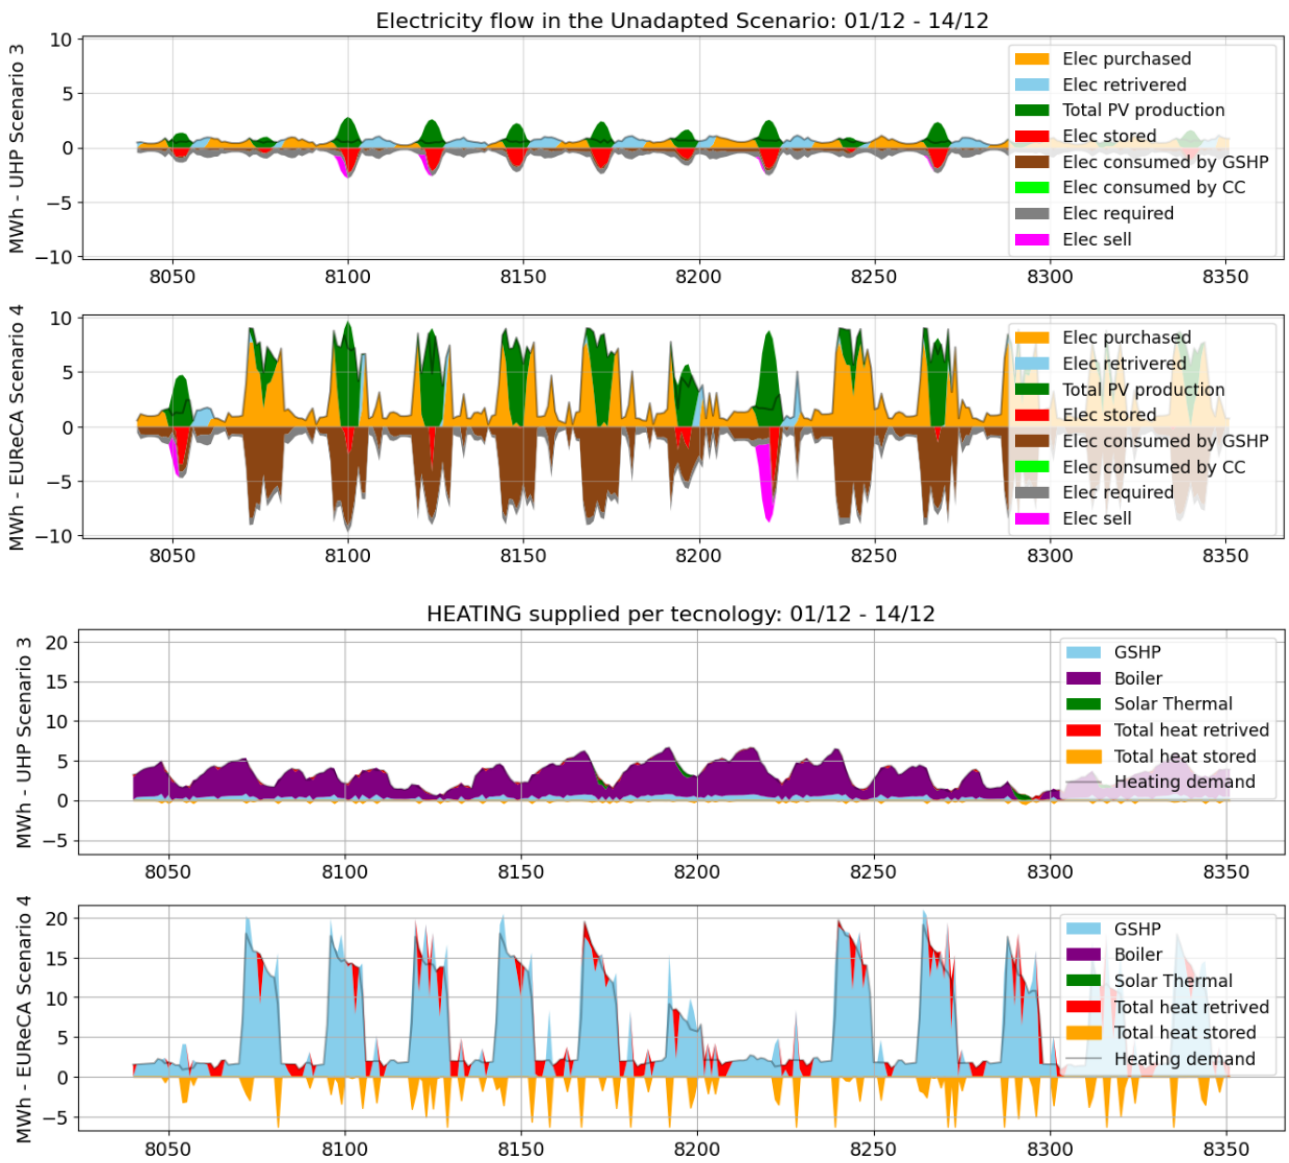 Electricity flow in the Unadapted Scenario: 01/12 - 14/12
MWh - UHP Scenario 3
10
5
0
−5
−10
Elec purchased
Elec retrivered
Total PV production
Elec stored
Elec consumed by GSHP
Elec consumed by CC
Elec required
Elec sell
8050 8100 8150 8200 8250 8300 8350
MWh - EUReCA Scenario 4
10
5
0
−5
−10
Elec purchased
Elec retrivered
Total PV production
Elec stored
Elec consumed by GSHP
Elec consumed by CC
Elec required
Elec sell
8050 8100 8150 8200 8250 8300 8350
HEATING supplied per tecnology: 01/12 - 14/12
MWh - UHP Scenario 3
20
15
10
5
0
−5
GSHP
Boiler
Solar Thermal
Total heat retrived
Total heat stored
Heating demand
8050 8100 8150 8200 8250 8300 8350
MWh - EUReCA Scenario 4
20
15
10
5
0
−5
GSHP
Boiler
Solar Thermal
Total heat retrived
Total heat stored
Heating demand
8050 8100 8150 8200 8250 8300 8350